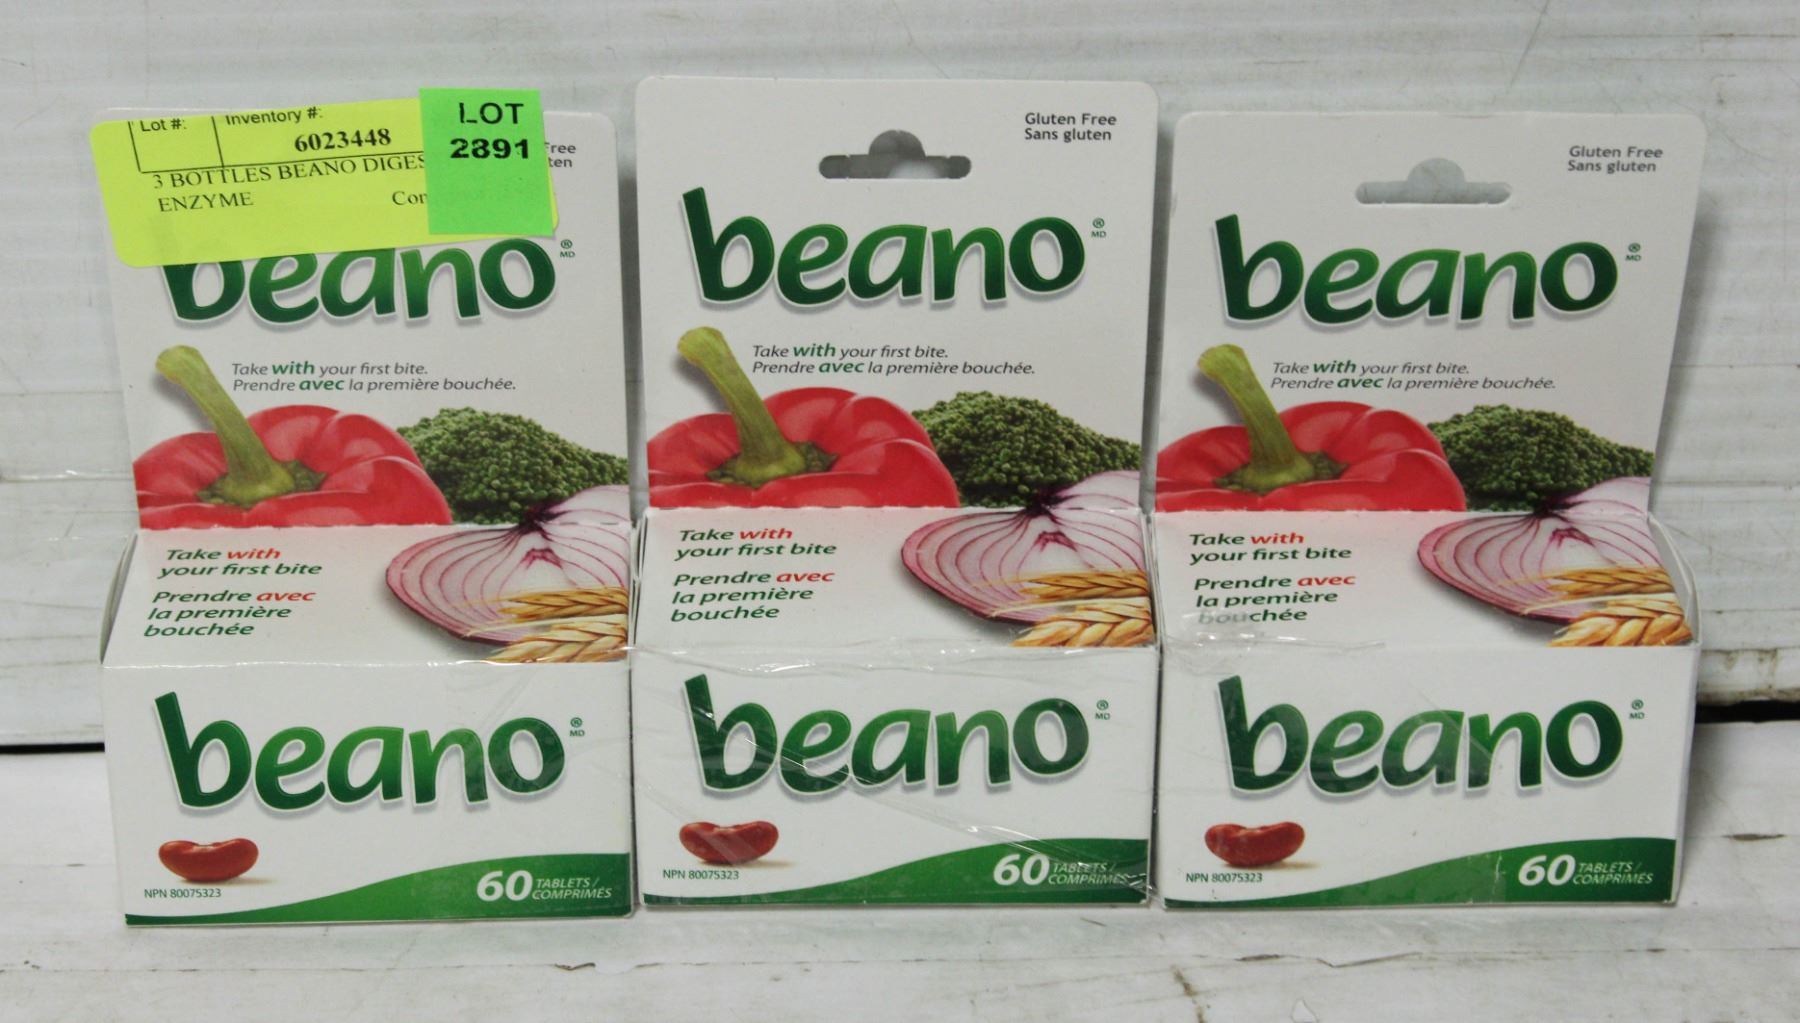 Lot #:
Inventory #:
6023448
3 BOTTLES BEANO
ENZYME
LOT
2891
Free
beano
® MD
Take with your first bite.
Prendre avec la première bouchée.
Take with
your first bite
Prendre avec
la première
bouchée
beano
® MD
NPN 80075323
60 TABLETS /
COMPRIMÉS
Gluten Free
Sans gluten
beano
® MD
Take with your first bite.
Prendre avec la première bouchée.
Take with
your first bite
Prendre avec
la première
bouchée
beano
® MD
NPN 80075323
60 TABLETS /
COMPRIMÉS
Gluten Free
Sans gluten
beano
® MD
Take with your first bite.
Prendre avec la première bouchée.
Take with
your first bite
Prendre avec
la première
bouchée
beano
® MD
NPN 80075323
60 TABLETS /
COMPRIMÉS